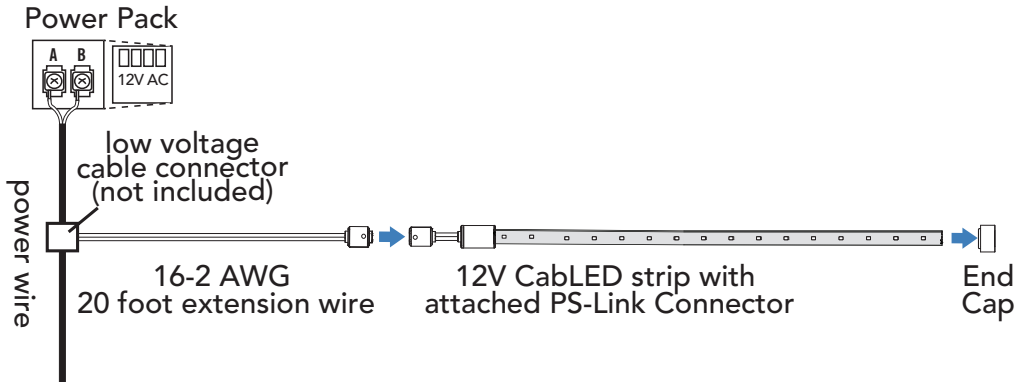 Power Pack
A B
12V AC
low voltage
cable connector
(not included)
power wire
16-2 AWG
20 foot extension wire
12V CabLED strip with
attached PS-Link Connector
End
Cap